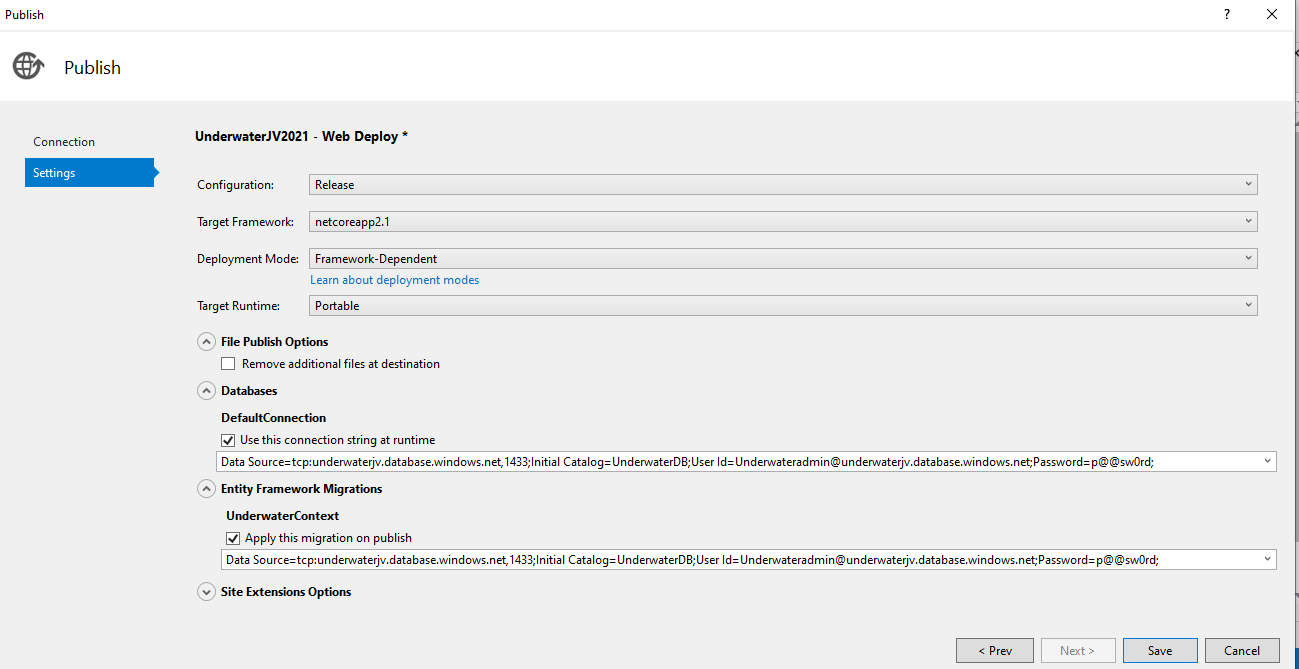 Publish
?
Publish
Connection
Settings
UnderwaterJV2021 - Web Deploy *
Configuration: Release
Target Framework: netcoreapp2.1
Deployment Mode: Framework-Dependent
Learn about deployment modes
Target Runtime: Portable
File Publish Options
Remove additional files at destination
Databases
DefaultConnection
Use this connection string at runtime
Data Source=tcp:underwaterjv.database.windows.net,1433;Initial Catalog=UnderwaterDB;User Id=Underwateradmin@underwaterjv.database.windows.net;Password=p@@sw0rd;
Entity Framework Migrations
UnderwaterContext
Apply this migration on publish
Data Source=tcp:underwaterjv.database.windows.net,1433;Initial Catalog=UnderwaterDB;User Id=Underwateradmin@underwaterjv.database.windows.net;Password=p@@sw0rd;
Site Extensions Options
< Prev Next > Save Cancel